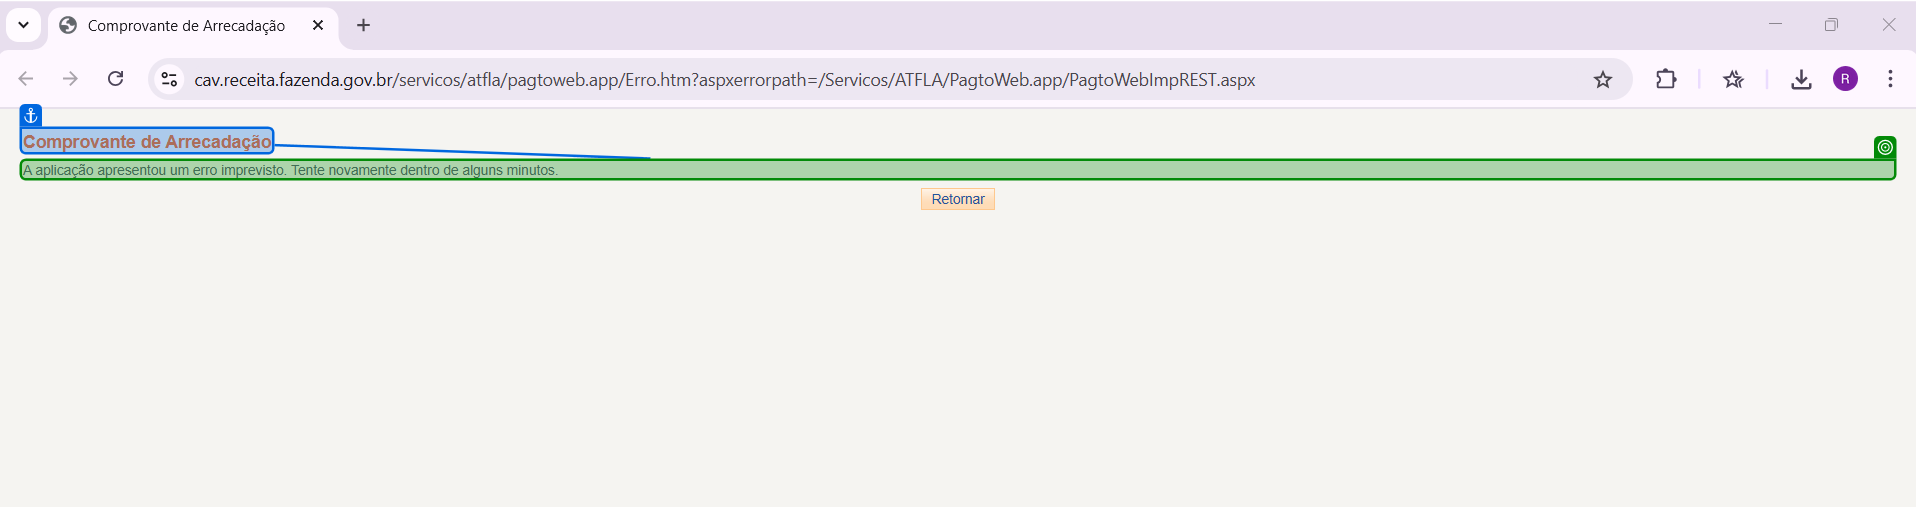 Comprovante de Arrecadação
cav.receita.fazenda.gov.br/servicos/atfla/pagtoweb.app/Erro.htm?aspxerrorpath=/Servicos/ATFLA/PagtoWeb.app/PagtoWebImpREST.aspx
R
Comprovante de Arrecadação
A aplicação apresentou um erro imprevisto. Tente novamente dentro de alguns minutos.
Retornar